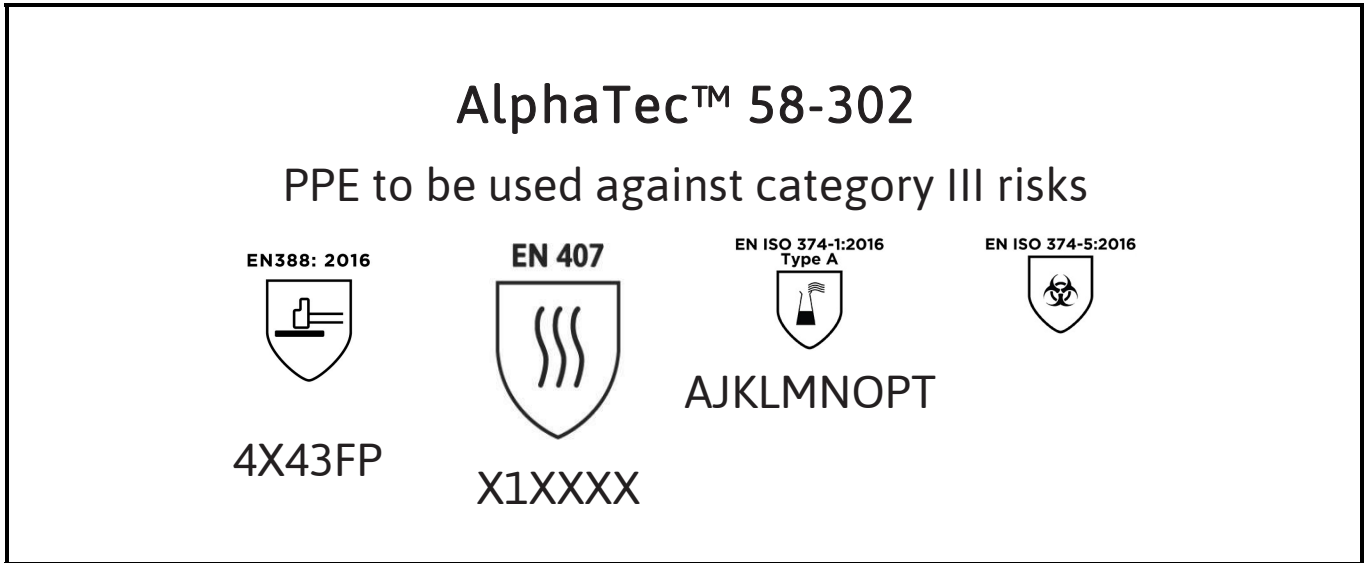 AlphaTec™ 58-302
PPE to be used against category III risks
EN388: 2016
4X43FP
EN 407
X1XXXX
EN ISO 374-1:2016
Type A
AJKLMNOPT
EN ISO 374-5:2016